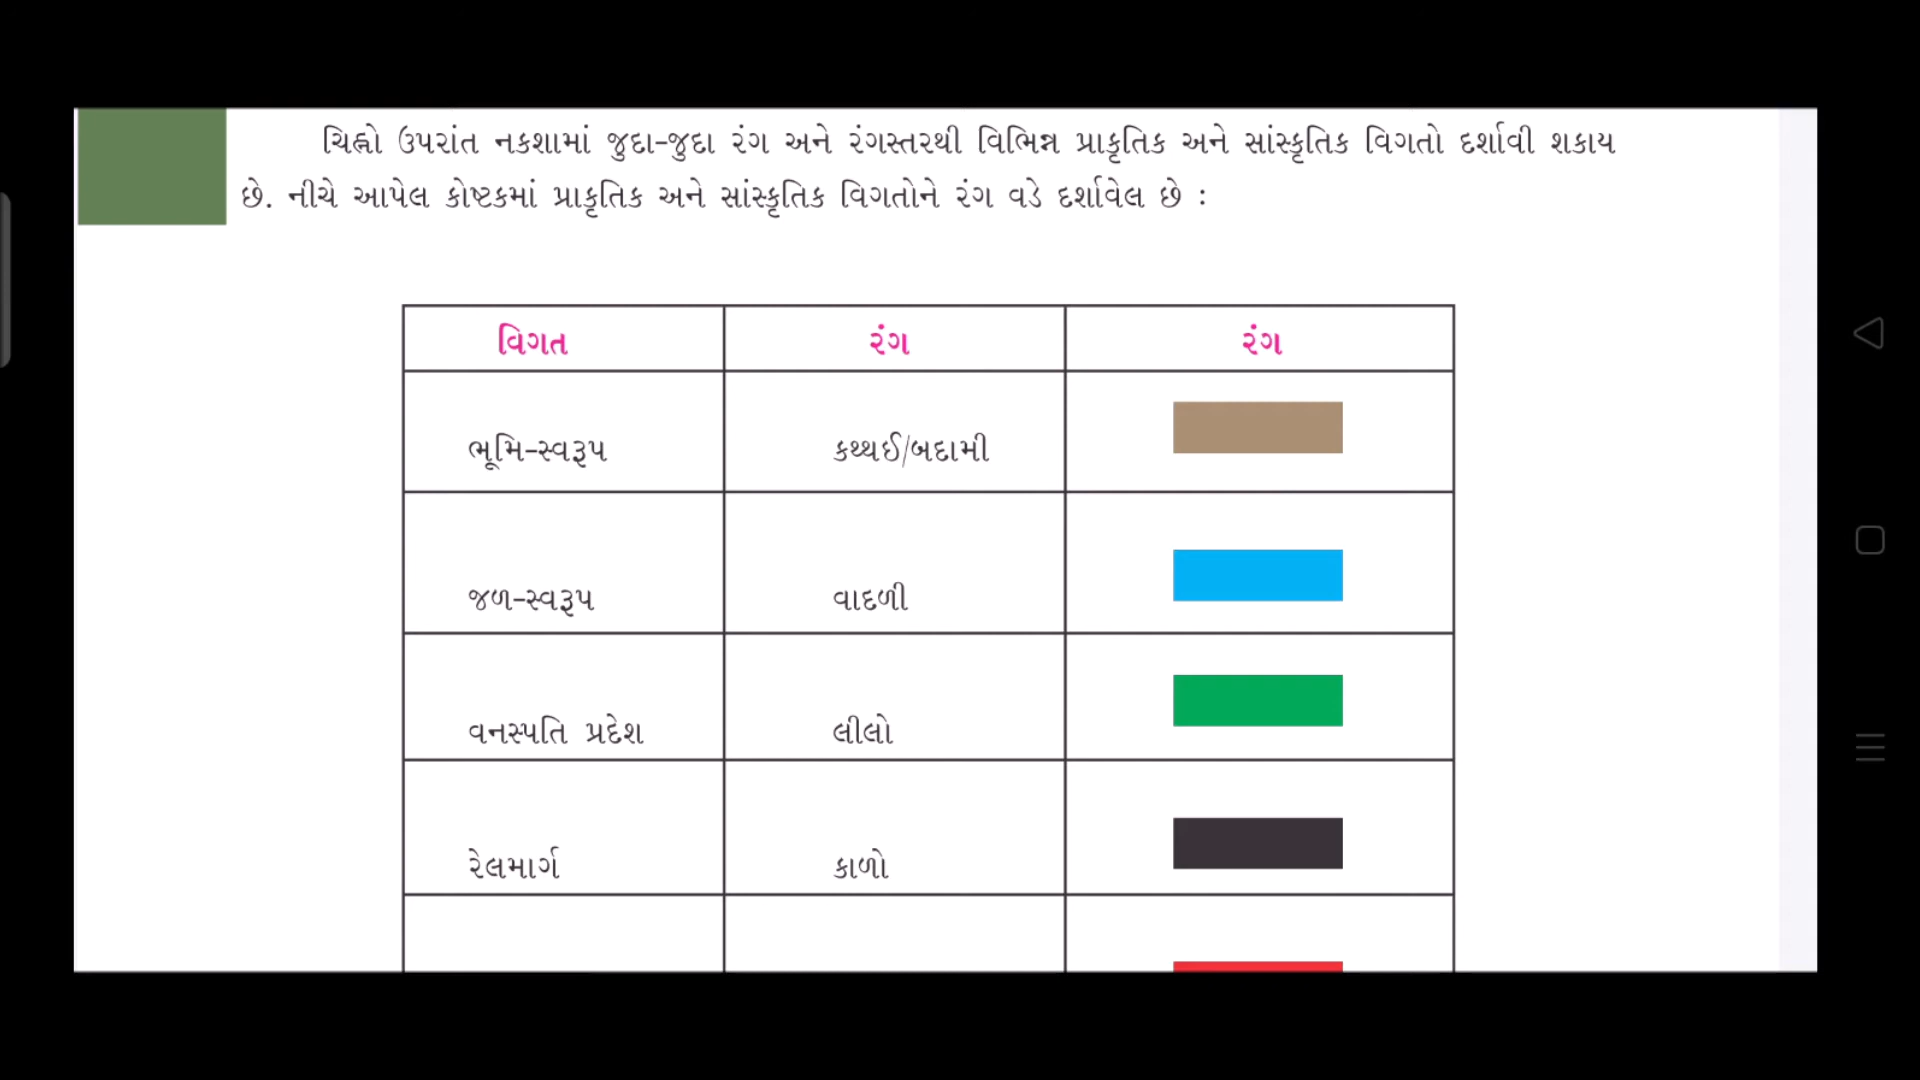 ચિહ્નો ઉપરાંત નકશામાં જુદા-જુદા રંગ અને રંગસ્તરથી વિભિન્ન પ્રાકૃતિક અને સાંસ્કૃતિક વિગતો દર્શાવી શકાય
છે. નીચે આપેલ કોષ્ટકમાં પ્રાકૃતિક અને સાંસ્કૃતિક વિગતોને રંગ વડે દર્શાવેલ છે :
વિગત રંગ રંગ
ભૂમિ-સ્વરૂપ કથ્થઈ/બદામી
જળ-સ્વરૂપ વાદળી
વનસ્પતિ પ્રદેશ લીલો
રેલમાર્ગ કાળો